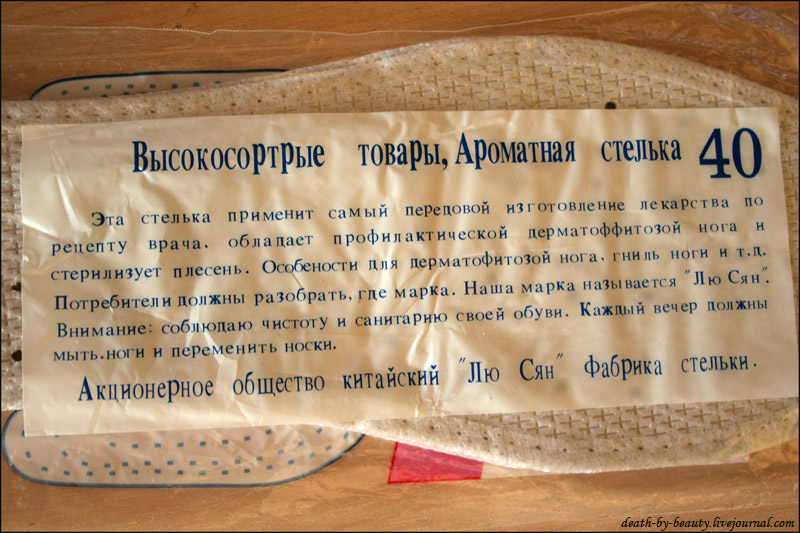 Высокосортрые товары, Ароматная стелька 40
Эта стелька применит самый передовой изготовление лекарства по
рецепту врача. обладает профилактической дерматоффитозой нога и
стерилизует плесень. Особености для дерматофитозой нога, гниль ноги и т.д.
Потребители должны разобрать, где марка. Наша марка называется "Лю Сян".
Внимание: соблюдаю чистоту и санитарию своей обуви. Каждый вечер должны
мыть.ноги и переменить носки.
Акционерное общество китайский "Лю Сян" Фабрика стельки.
death-by-beauty.livejournal.com